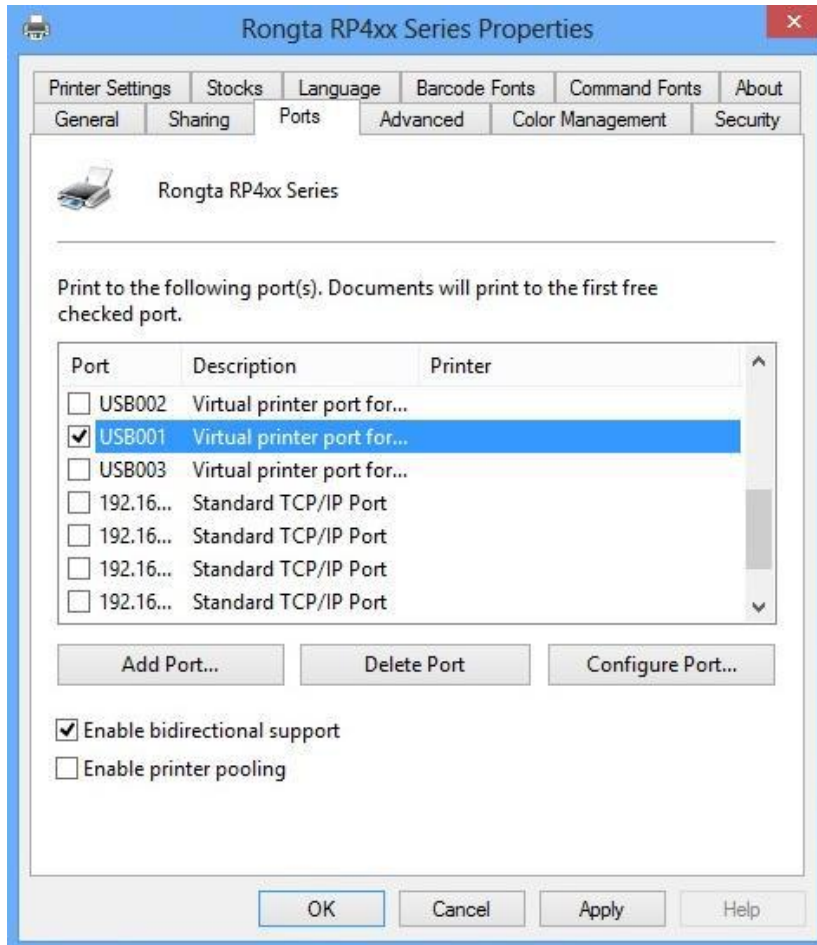 Rongta RP4xx Series Properties
Printer Settings Stocks Language Barcode Fonts Command Fonts About
General Sharing Ports Advanced Color Management Security
Rongta RP4xx Series
Print to the following port(s). Documents will print to the first free
checked port.
Port Description Printer
USB002 Virtual printer port for...
USB001 Virtual printer port for...
USB003 Virtual printer port for...
192.16... Standard TCP/IP Port
192.16... Standard TCP/IP Port
192.16... Standard TCP/IP Port
192.16... Standard TCP/IP Port
Add Port... Delete Port Configure Port...
Enable bidirectional support
Enable printer pooling
OK Cancel Apply Help